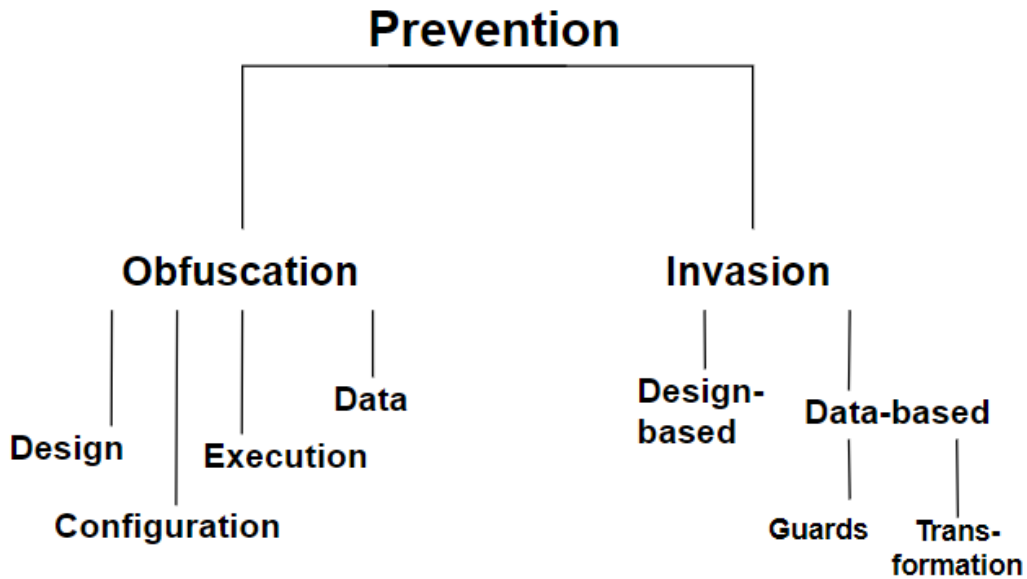 Prevention
Obfuscation
Invasion
Design-
based
Data
Data-based
Design
Execution
Configuration
Guards
Trans-
formation